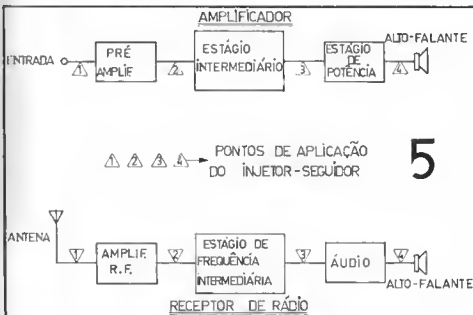 AMPLIFICADOR
ENTRADA
1
PRÉ
AMPLIF.
2
ESTÁGIO
INTERMEDIÁRIO
3
ESTÁGIO
DE
POTÊNCIA
4
ALTO-FALANTE
1 2 3 4 PONTOS DE APLICAÇÃO
DO INJETOR-SEGUIDOR
5
ANTENA
1
AMPLIF.
R.F.
2
ESTÁGIO DE
FREQUÊNCIA
INTERMEDIÁRIA
3
ÁUDIO
4
ALTO-FALANTE
RECEPTOR DE RÁDIO